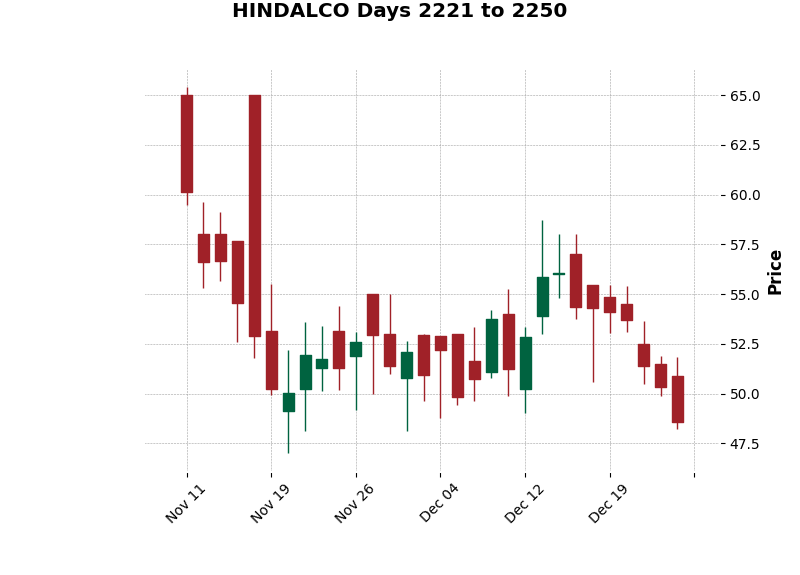 HINDALCO Days 2221 to 2250
65.0
62.5
60.0
57.5
55.0
52.5
50.0
47.5
Price
Nov 11
Nov 19
Nov 26
Dec 04
Dec 12
Dec 19